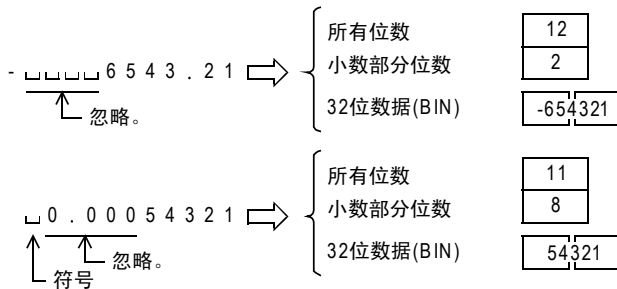 所有位数 12
- ␣␣␣␣6543.21 小数部分位数 2
忽略。 32位数据(BIN) -654321
所有位数 11
␣0.00054321 小数部分位数 8
忽略。 32位数据(BIN) 54321
符号